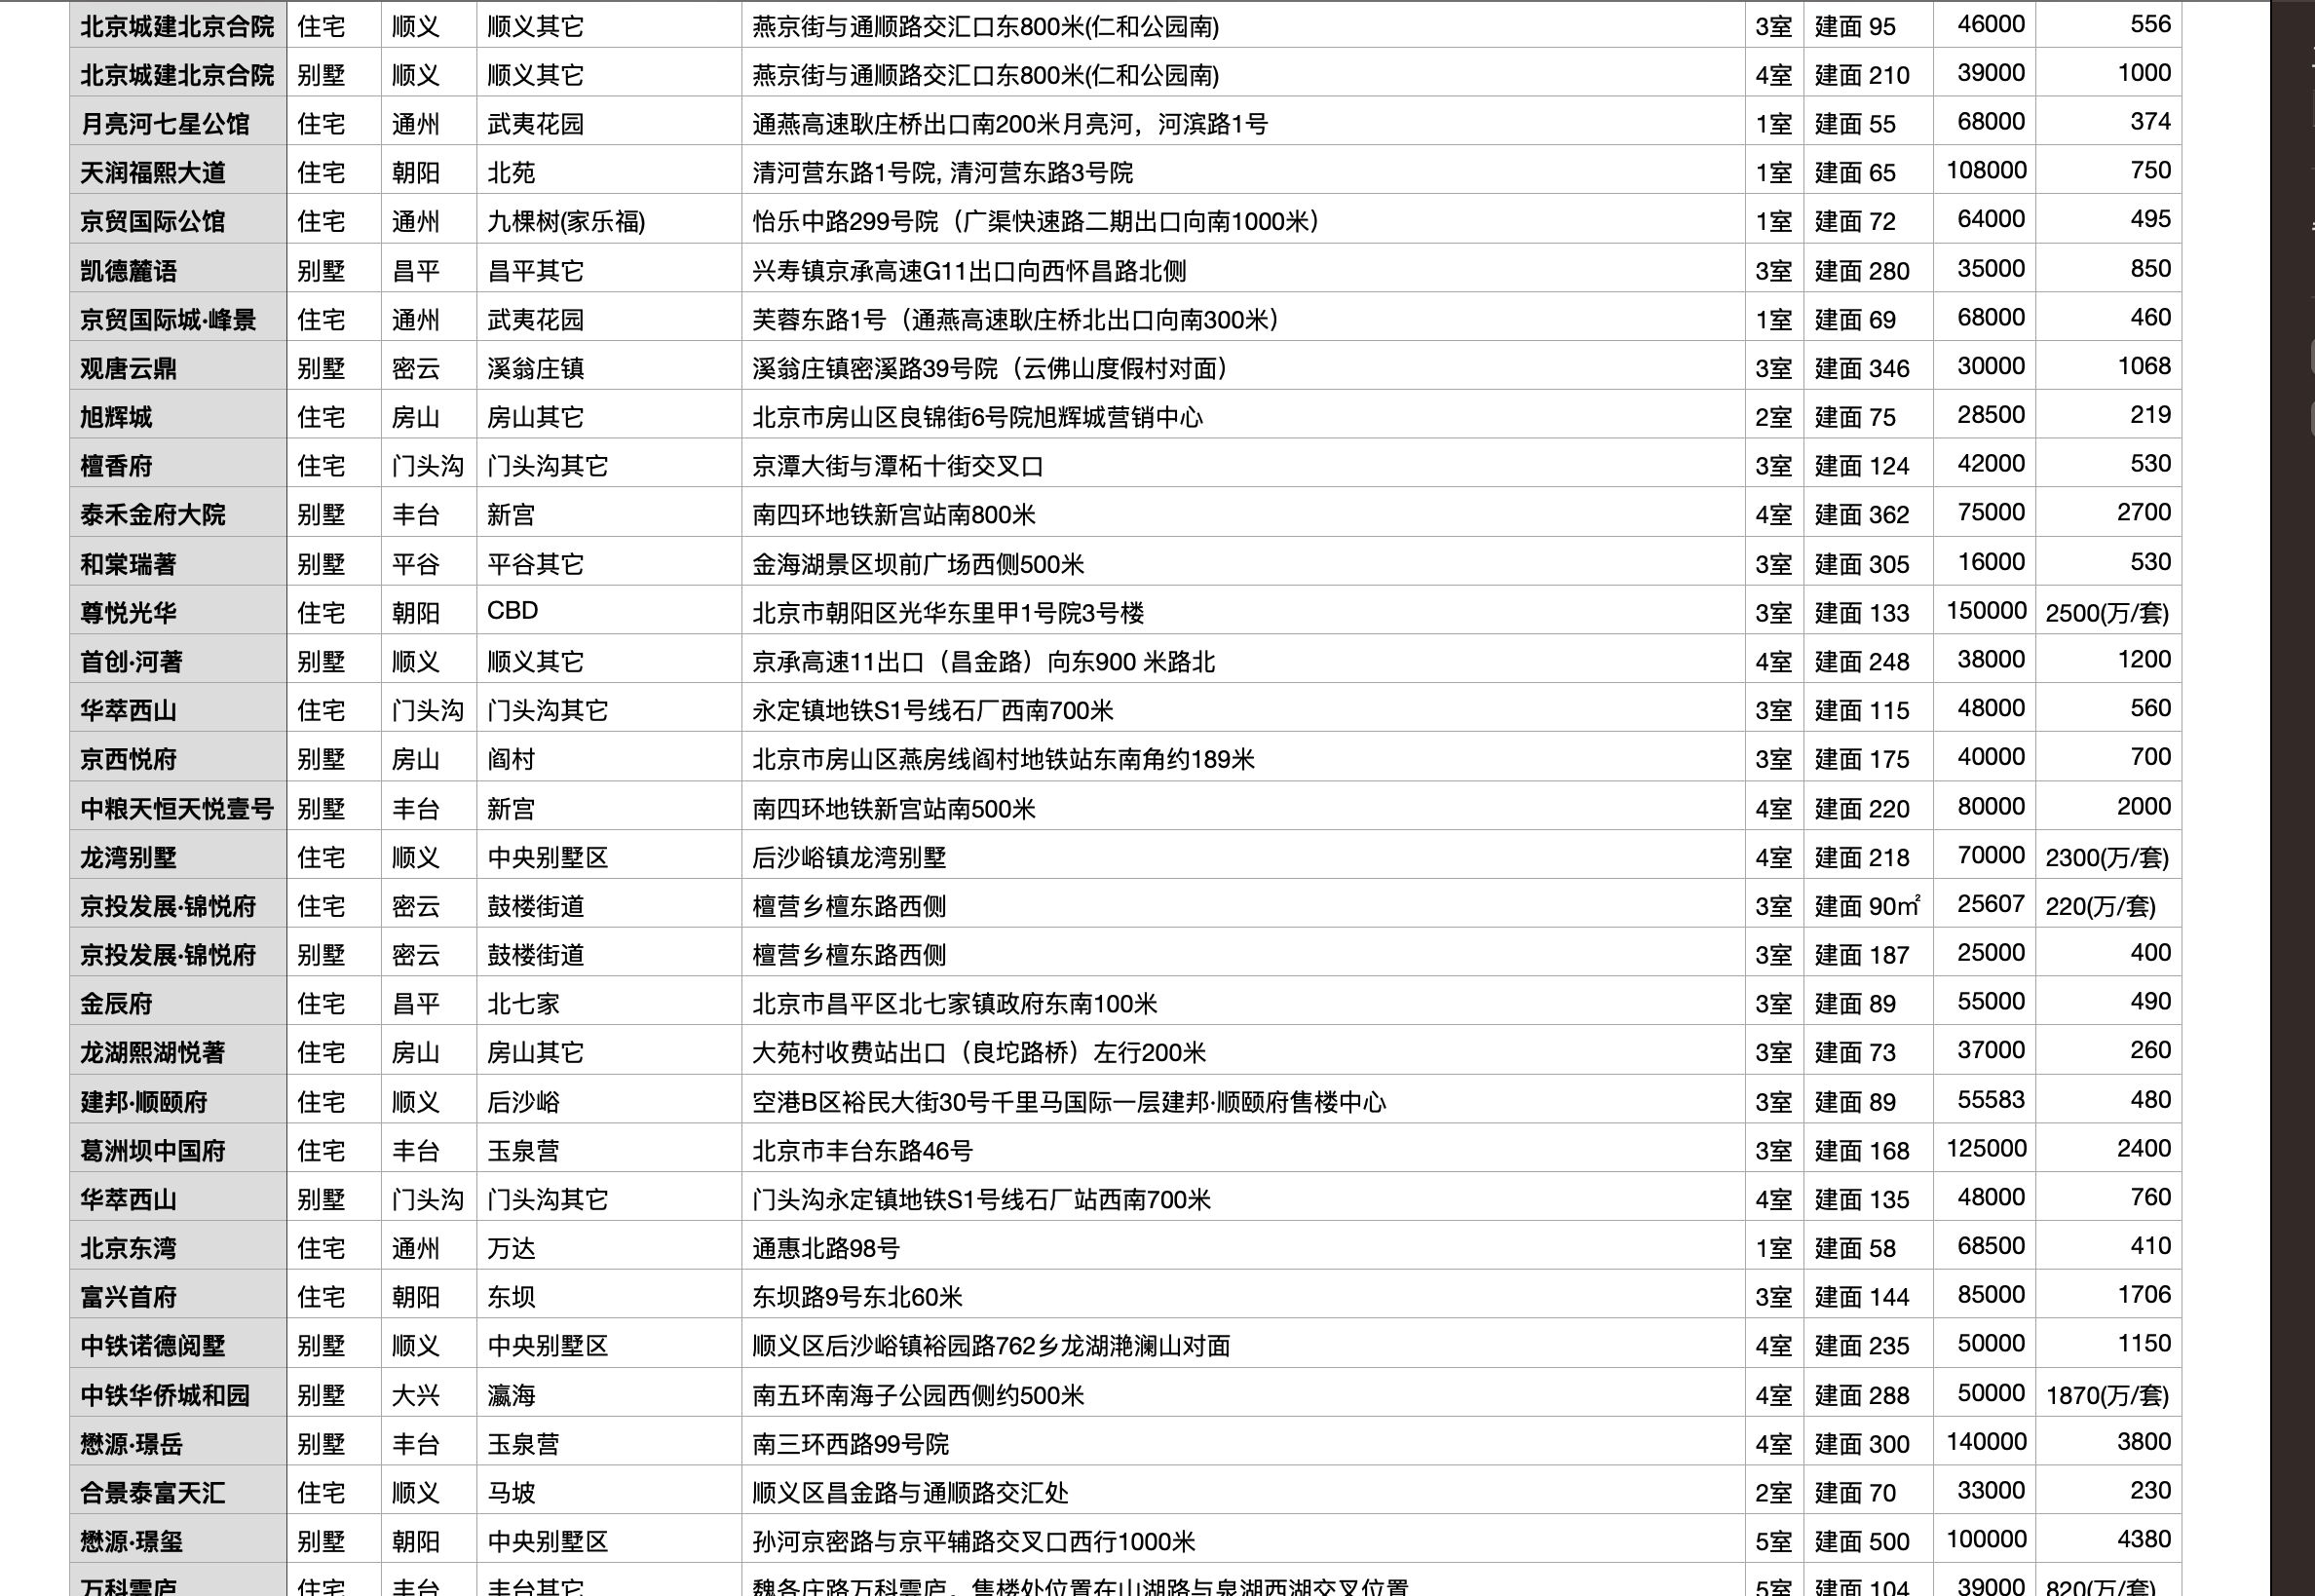 北京城建北京合院 住宅 顺义 顺义其它 燕京街与通顺路交汇口东800米(仁和公园南) 3室 建面 95 46000 556
北京城建北京合院 别墅 顺义 顺义其它 燕京街与通顺路交汇口东800米(仁和公园南) 4室 建面 210 39000 1000
月亮河七星公馆 住宅 通州 武夷花园 通燕高速耿庄桥出口南200米月亮河，河滨路1号 1室 建面 55 68000 374
天润福熙大道 住宅 朝阳 北苑 清河营东路1号院, 清河营东路3号院 1室 建面 65 108000 750
京贸国际公馆 住宅 通州 九棵树(家乐福) 怡乐中路299号院（广渠快速路二期出口向南1000米） 1室 建面 72 64000 495
凯德麓语 别墅 昌平 昌平其它 兴寿镇京承高速G11出口向西怀昌路北侧 3室 建面 280 35000 850
京贸国际城·峰景 住宅 通州 武夷花园 芙蓉东路1号（通燕高速耿庄桥北出口向南300米） 1室 建面 69 68000 460
观唐云鼎 别墅 密云 溪翁庄镇 溪翁庄镇密溪路39号院（云佛山度假村对面） 3室 建面 346 30000 1068
旭辉城 住宅 房山 房山其它 北京市房山区良锦街6号院旭辉城营销中心 2室 建面 75 28500 219
檀香府 住宅 门头沟 门头沟其它 京潭大街与潭柘十街交叉口 3室 建面 124 42000 530
泰禾金府大院 别墅 丰台 新宫 南四环地铁新宫站南800米 4室 建面 362 75000 2700
和棠瑞著 别墅 平谷 平谷其它 金海湖景区坝前广场西侧500米 3室 建面 305 16000 530
尊悦光华 住宅 朝阳 CBD 北京市朝阳区光华东里甲1号院3号楼 3室 建面 133 150000 2500(万/套)
首创·河著 别墅 顺义 顺义其它 京承高速11出口（昌金路）向东900 米路北 4室 建面 248 38000 1200
华萃西山 住宅 门头沟 门头沟其它 永定镇地铁S1号线石厂西南700米 3室 建面 115 48000 560
京西悦府 别墅 房山 阎村 北京市房山区燕房线阎村地铁站东南角约189米 3室 建面 175 40000 700
中粮天恒天悦壹号 别墅 丰台 新宫 南四环地铁新宫站南500米 4室 建面 220 80000 2000
龙湾别墅 住宅 顺义 中央别墅区 后沙峪镇龙湾别墅 4室 建面 218 70000 2300(万/套)
京投发展·锦悦府 住宅 密云 鼓楼街道 檀营乡檀东路西侧 3室 建面 90㎡ 25607 220(万/套)
京投发展·锦悦府 别墅 密云 鼓楼街道 檀营乡檀东路西侧 3室 建面 187 25000 400
金辰府 住宅 昌平 北七家 北京市昌平区北七家镇政府东南100米 3室 建面 89 55000 490
龙湖熙湖悦著 住宅 房山 房山其它 大苑村收费站出口（良坨路桥）左行200米 3室 建面 73 37000 260
建邦·顺颐府 住宅 顺义 后沙峪 空港B区裕民大街30号千里马国际一层建邦·顺颐府售楼中心 3室 建面 89 55583 480
葛洲坝中国府 住宅 丰台 玉泉营 北京市丰台东路46号 3室 建面 168 125000 2400
华萃西山 别墅 门头沟 门头沟其它 门头沟永定镇地铁S1号线石厂站西南700米 4室 建面 135 48000 760
北京东湾 住宅 通州 万达 通惠北路98号 1室 建面 58 68500 410
富兴首府 住宅 朝阳 东坝 东坝路9号东北60米 3室 建面 144 85000 1706
中铁诺德阅墅 别墅 顺义 中央别墅区 顺义区后沙峪镇裕园路762乡龙湖滟澜山对面 4室 建面 235 50000 1150
中铁华侨城和园 别墅 大兴 瀛海 南五环南海子公园西侧约500米 4室 建面 288 50000 1870(万/套)
懋源·璟岳 别墅 丰台 玉泉营 南三环西路99号院 4室 建面 300 140000 3800
合景泰富天汇 住宅 顺义 马坡 顺义区昌金路与通顺路交汇处 2室 建面 70 33000 230
懋源·璟玺 别墅 朝阳 中央别墅区 孙河京密路与京平辅路交叉口西行1000米 5室 建面 500 100000 4380
万科雲庐 住宅 丰台 丰台其它 魏各庄路万科雲庐，售楼处位置在山湖路与泉湖西湖交叉位置 5室 建面 104 39000 820(万/套)